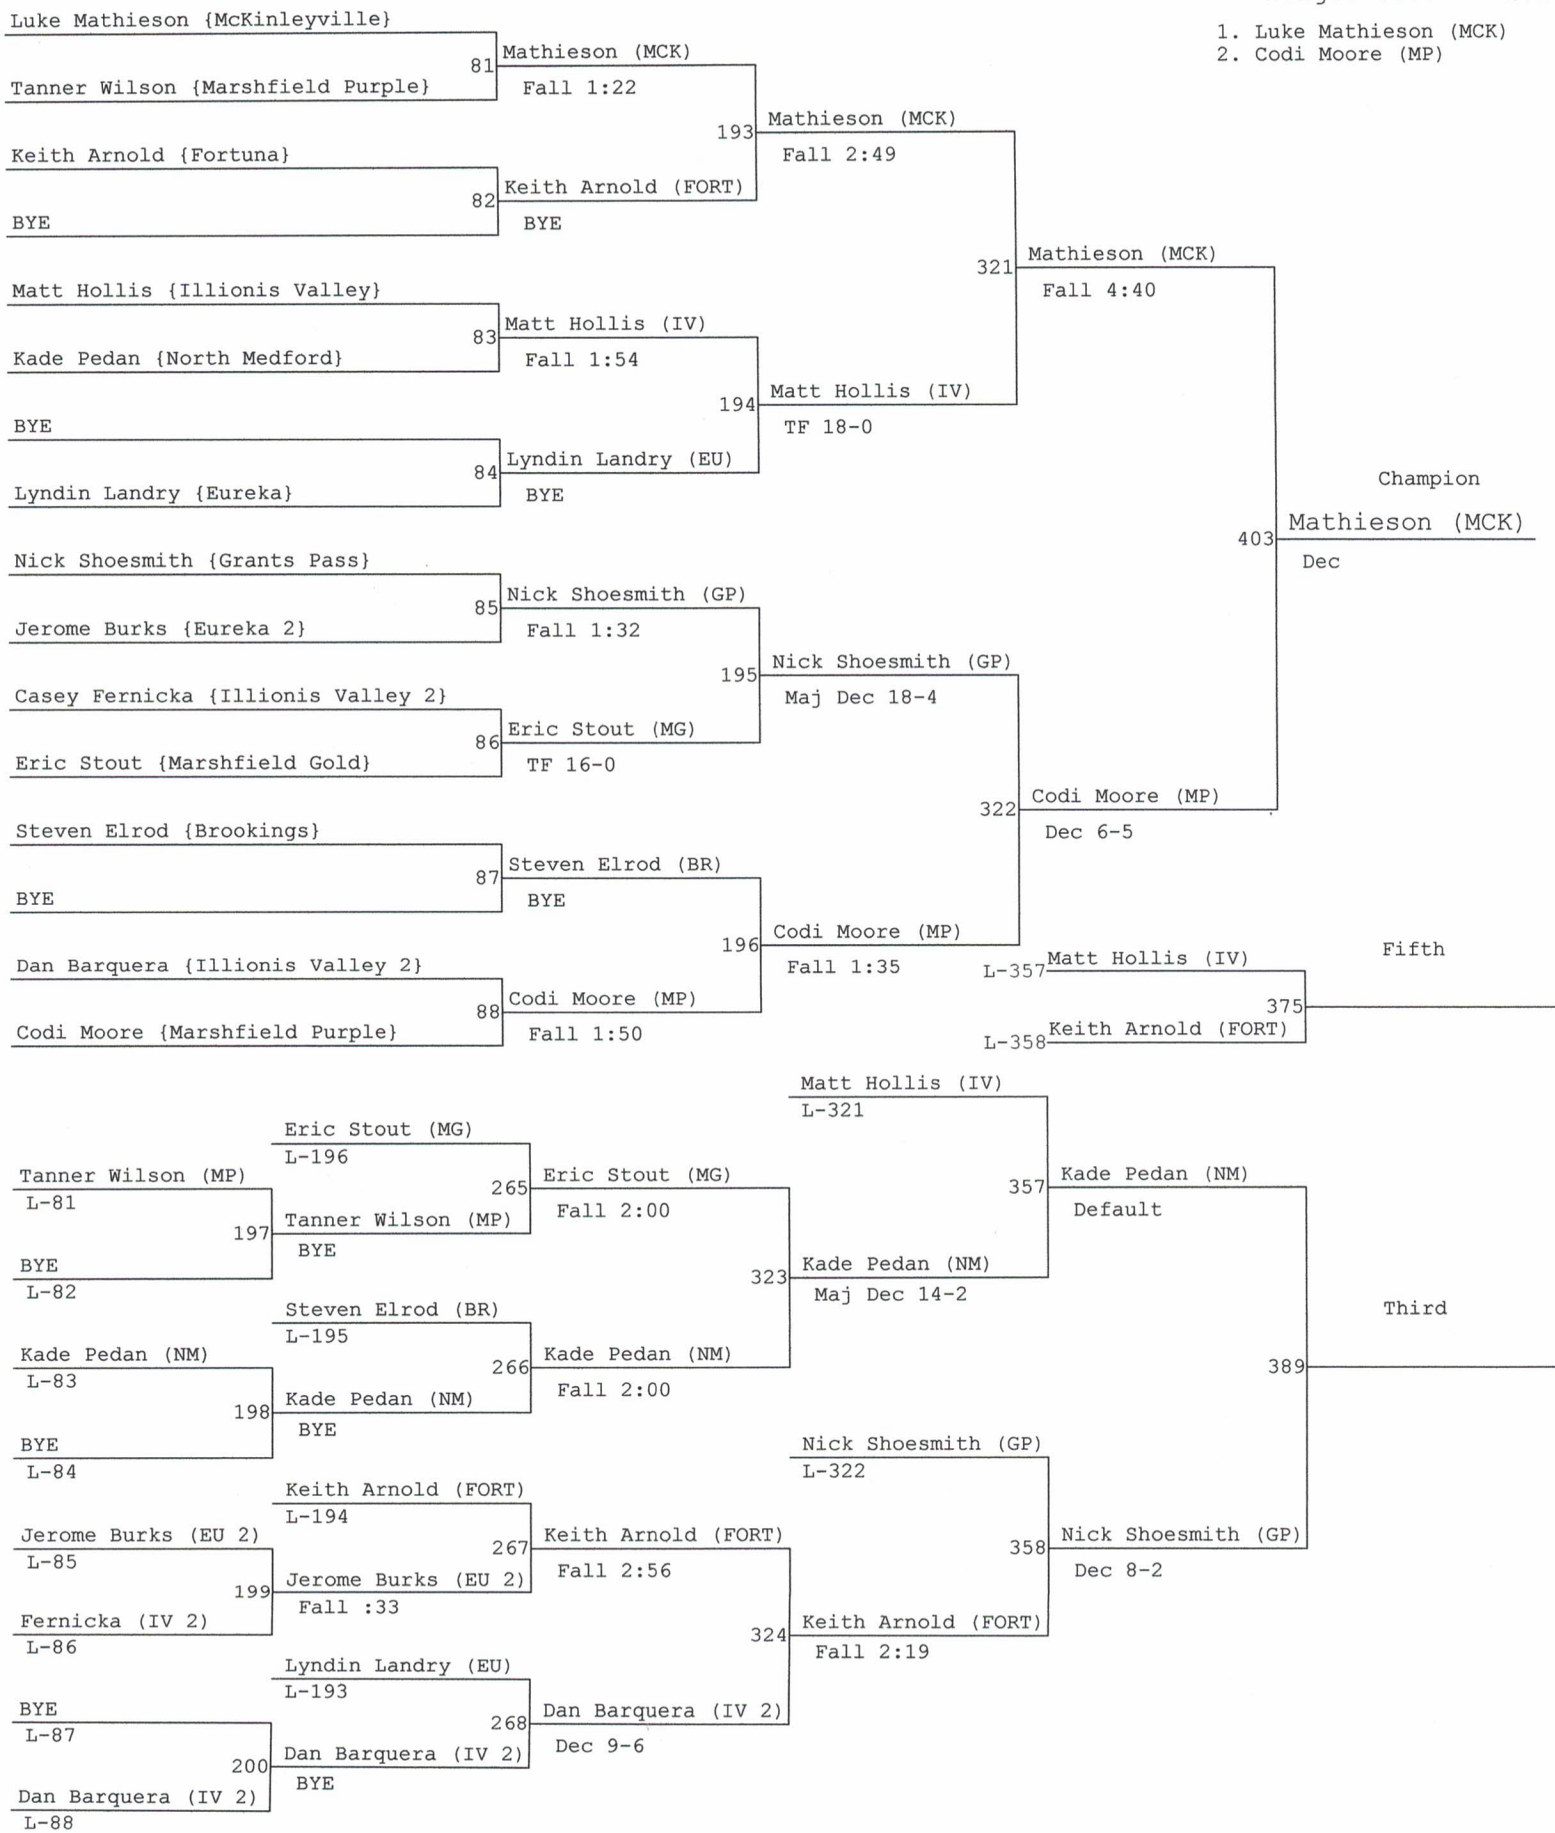 1. Luke Mathieson (MCK)
2. Codi Moore (MP)
Luke Mathieson {McKinleyville}
81
Mathieson (MCK)
Fall 1:22
Tanner Wilson {Marshfield Purple}
193
Mathieson (MCK)
Fall 2:49
Keith Arnold {Fortuna}
82
Keith Arnold (FORT)
BYE
BYE
321
Mathieson (MCK)
Fall 4:40
Matt Hollis {Illionis Valley}
83
Matt Hollis (IV)
Fall 1:54
Kade Pedan {North Medford}
194
Matt Hollis (IV)
TF 18-0
BYE
84
Lyndin Landry (EU)
BYE
Lyndin Landry {Eureka}
Champion
403
Mathieson (MCK)
Dec
Nick Shoesmith {Grants Pass}
85
Nick Shoesmith (GP)
Fall 1:32
Jerome Burks {Eureka 2}
195
Nick Shoesmith (GP)
Maj Dec 18-4
Casey Fernicka {Illionis Valley 2}
86
Eric Stout (MG)
TF 16-0
Eric Stout {Marshfield Gold}
322
Codi Moore (MP)
Dec 6-5
Steven Elrod {Brookings}
87
Steven Elrod (BR)
BYE
BYE
196
Codi Moore (MP)
Fall 1:35
Dan Barquera {Illionis Valley 2}
88
Codi Moore (MP)
Fall 1:50
Codi Moore {Marshfield Purple}
Fifth
L-357
Matt Hollis (IV)
375
L-358
Keith Arnold (FORT)
Matt Hollis (IV)
L-321
Eric Stout (MG)
L-196
265
Eric Stout (MG)
Fall 2:00
Tanner Wilson (MP)
L-81
197
Tanner Wilson (MP)
BYE
BYE
L-82
357
Kade Pedan (NM)
Default
323
Kade Pedan (NM)
Maj Dec 14-2
Steven Elrod (BR)
L-195
266
Kade Pedan (NM)
Fall 2:00
Kade Pedan (NM)
L-83
198
Kade Pedan (NM)
BYE
BYE
L-84
Third
389
Nick Shoesmith (GP)
L-322
Keith Arnold (FORT)
L-194
267
Keith Arnold (FORT)
Fall 2:56
Jerome Burks (EU 2)
L-85
199
Jerome Burks (EU 2)
Fall :33
Fernicka (IV 2)
L-86
358
Nick Shoesmith (GP)
Dec 8-2
324
Keith Arnold (FORT)
Fall 2:19
Lyndin Landry (EU)
L-193
268
Dan Barquera (IV 2)
Dec 9-6
BYE
L-87
200
Dan Barquera (IV 2)
BYE
Dan Barquera (IV 2)
L-88